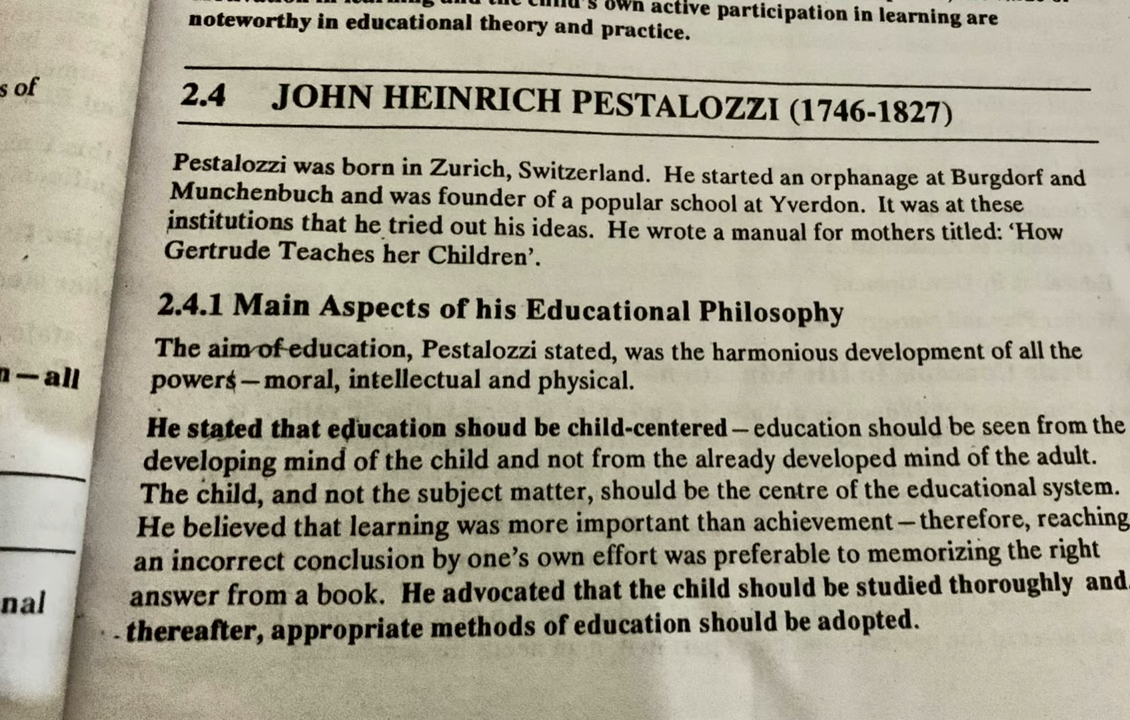 own active participation in learning are
noteworthy in educational theory and practice.
2.4 JOHN HEINRICH PESTALOZZI (1746-1827)
Pestalozzi was born in Zurich, Switzerland. He started an orphanage at Burgdorf and
Munchenbuch and was founder of a popular school at Yverdon. It was at these
institutions that he tried out his ideas. He wrote a manual for mothers titled: ‘How
Gertrude Teaches her Children’.
2.4.1 Main Aspects of his Educational Philosophy
The aim of education, Pestalozzi stated, was the harmonious development of all the
powers—moral, intellectual and physical.
He stated that education shoud be child-centered—education should be seen from the
developing mind of the child and not from the already developed mind of the adult.
The child, and not the subject matter, should be the centre of the educational system.
He believed that learning was more important than achievement—therefore, reaching
an incorrect conclusion by one’s own effort was preferable to memorizing the right
answer from a book. He advocated that the child should be studied thoroughly and
thereafter, appropriate methods of education should be adopted.
s of
n—all
nal